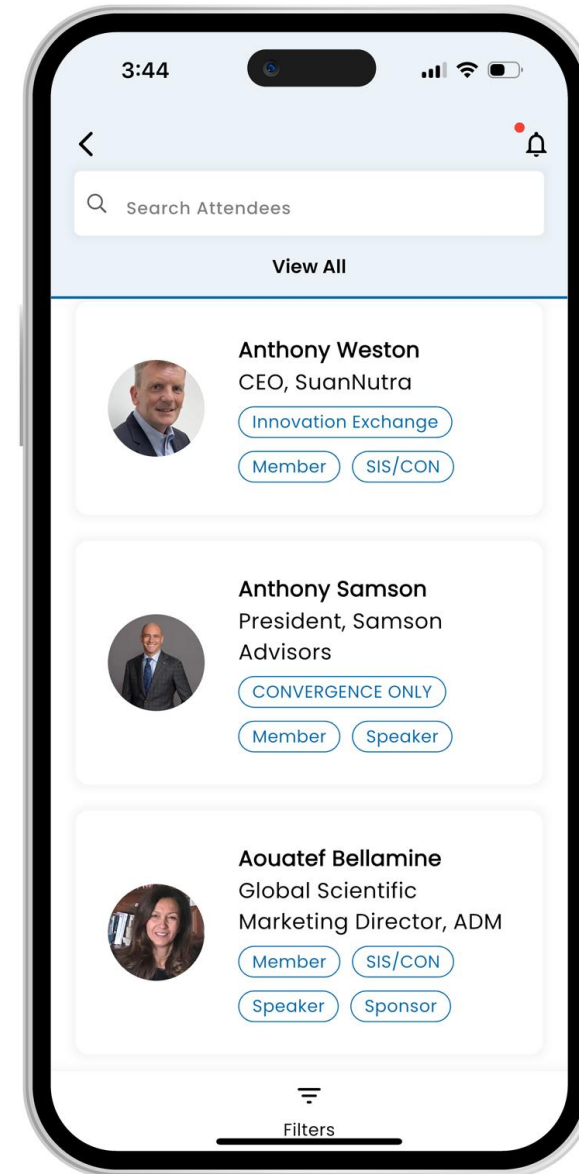 3:44
Search Attendees
View All
Anthony Weston
CEO, SuanNutra
Innovation Exchange
Member SIS/CON
Anthony Samson
President, Samson
Advisors
CONVERGENCE ONLY
Member Speaker
Aouatef Bellamine
Global Scientific
Marketing Director, ADM
Member SIS/CON
Speaker Sponsor
Filters